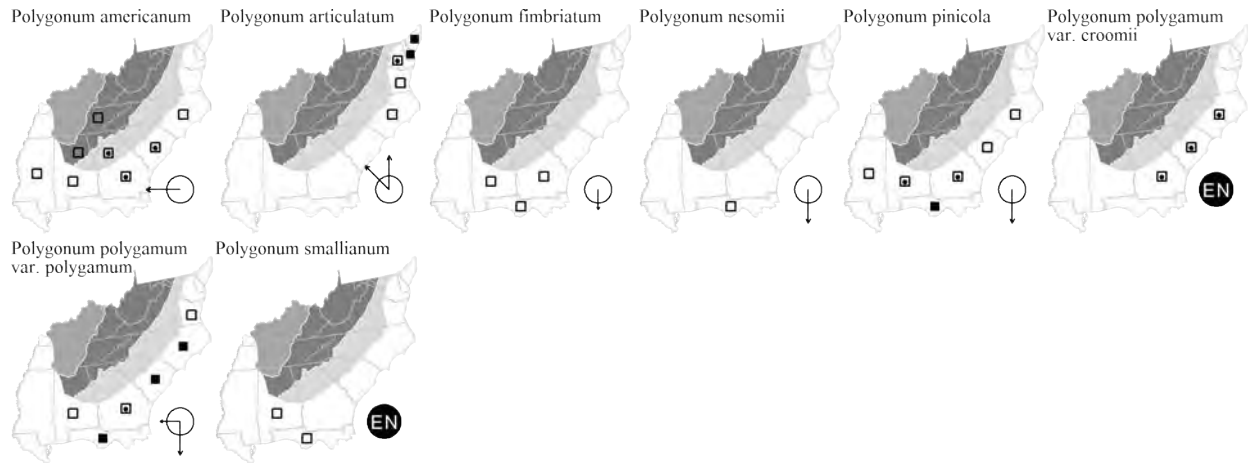 Polygonum americanum
Polygonum articulatum
Polygonum fimbriatum
Polygonum nesomii
Polygonum pinicola
Polygonum polygamum
var. croomii
EN
Polygonum polygamum
var. polygamum
Polygonum smallianum
EN